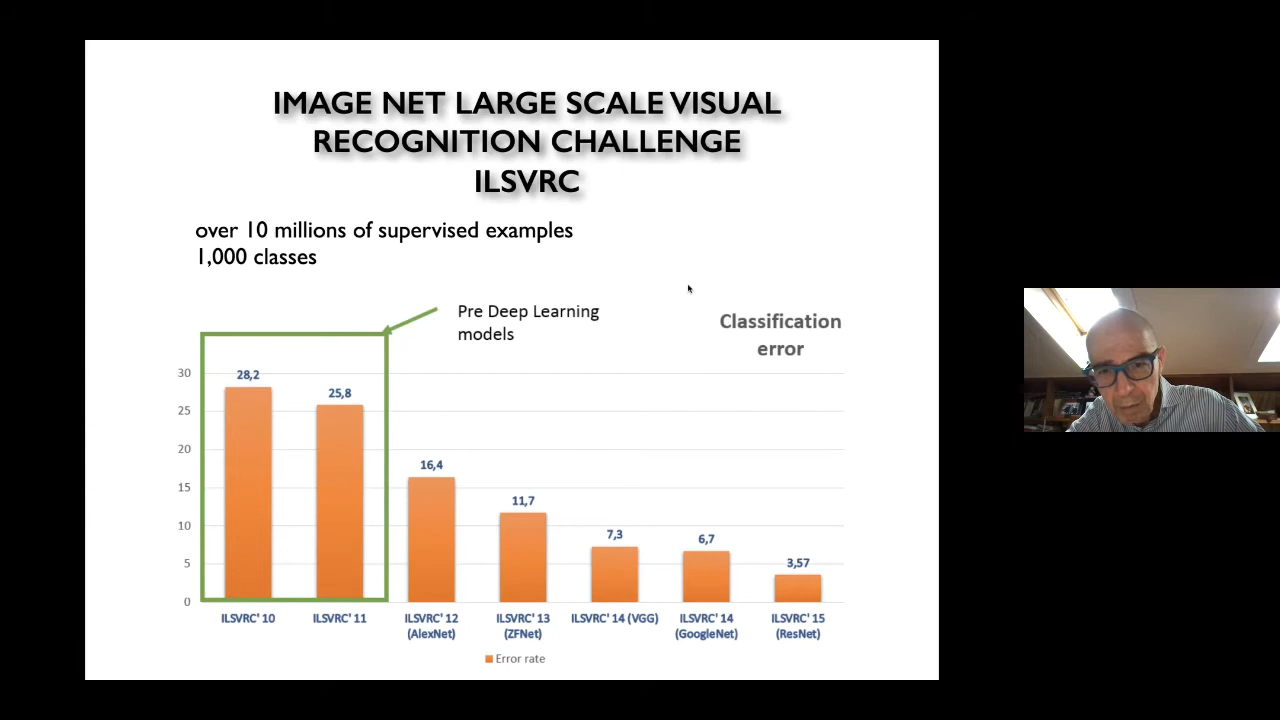 IMAGE NET LARGE SCALE VISUAL
RECOGNITION CHALLENGE
ILSVRC
over 10 millions of supervised examples
1,000 classes
Pre Deep Learning
models
Classification
error
30
25
20
15
10
5
0
28,2
25,8
16,4
11,7
7,3
6,7
3,57
ILSVRC' 10
ILSVRC' 11
ILSVRC' 12
(AlexNet)
ILSVRC' 13
(ZFNet)
ILSVRC' 14 (VGG)
ILSVRC' 14
(GoogleNet)
ILSVRC' 15
(ResNet)
Error rate